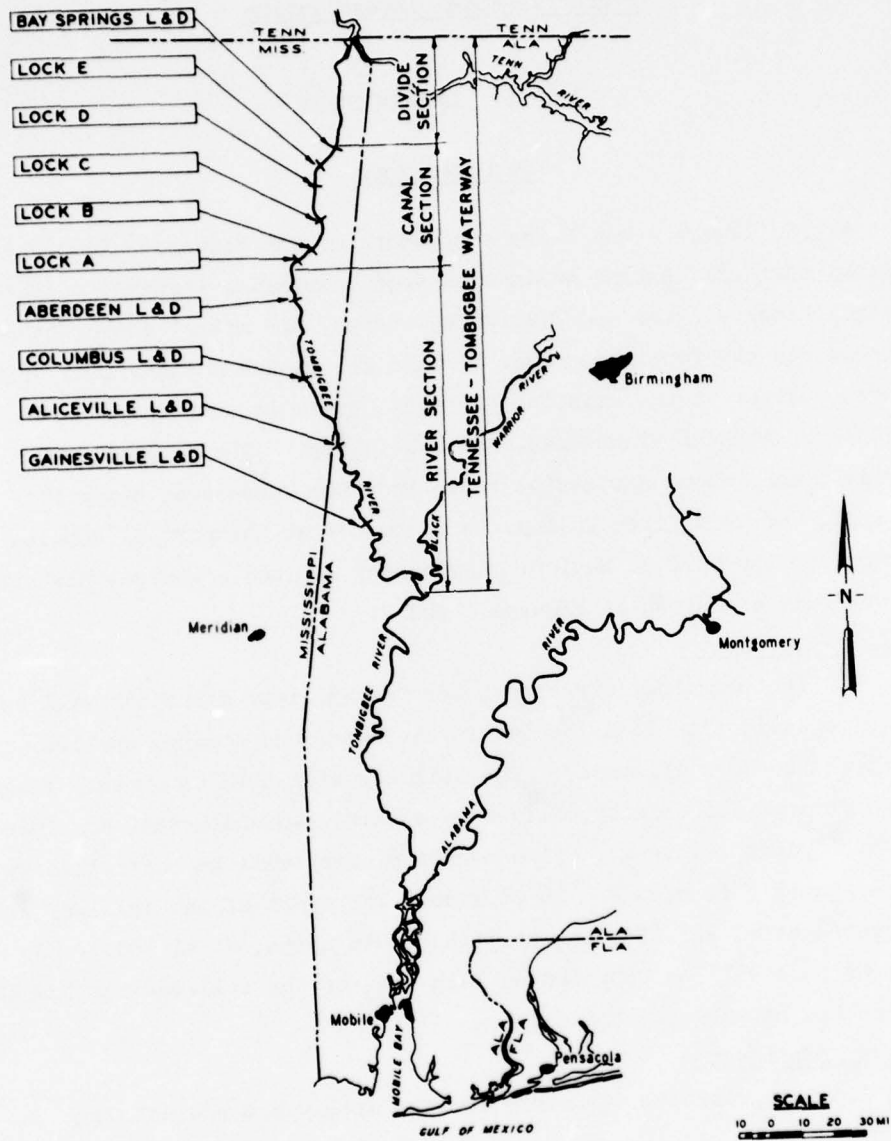 BAY SPRINGS L & D
LOCK E
LOCK D
LOCK C
LOCK B
LOCK A
ABERDEEN L & D
COLUMBUS L & D
ALICEVILLE L & D
GAINESVILLE L & D
TENN
MISS.
TENN
ALA
TENN
RIVER
DIVIDE SECTION
CANAL SECTION
RIVER SECTION
TENNESSEE - TOMBIGBEE WATERWAY
TOMBIGBEE
RIVER
BLACK
WARRIOR
RIVER
Birmingham
MISSISSIPPI
ALABAMA
Meridian
TOMBIGBEE RIVER
ALABAMA
RIVER
Montgomery
-N-
ALA
FLA
ALA
FLA
Mobile
MOBILE BAY
Pensacola
GULF OF MEXICO
SCALE
10 0 10 20 30 MI